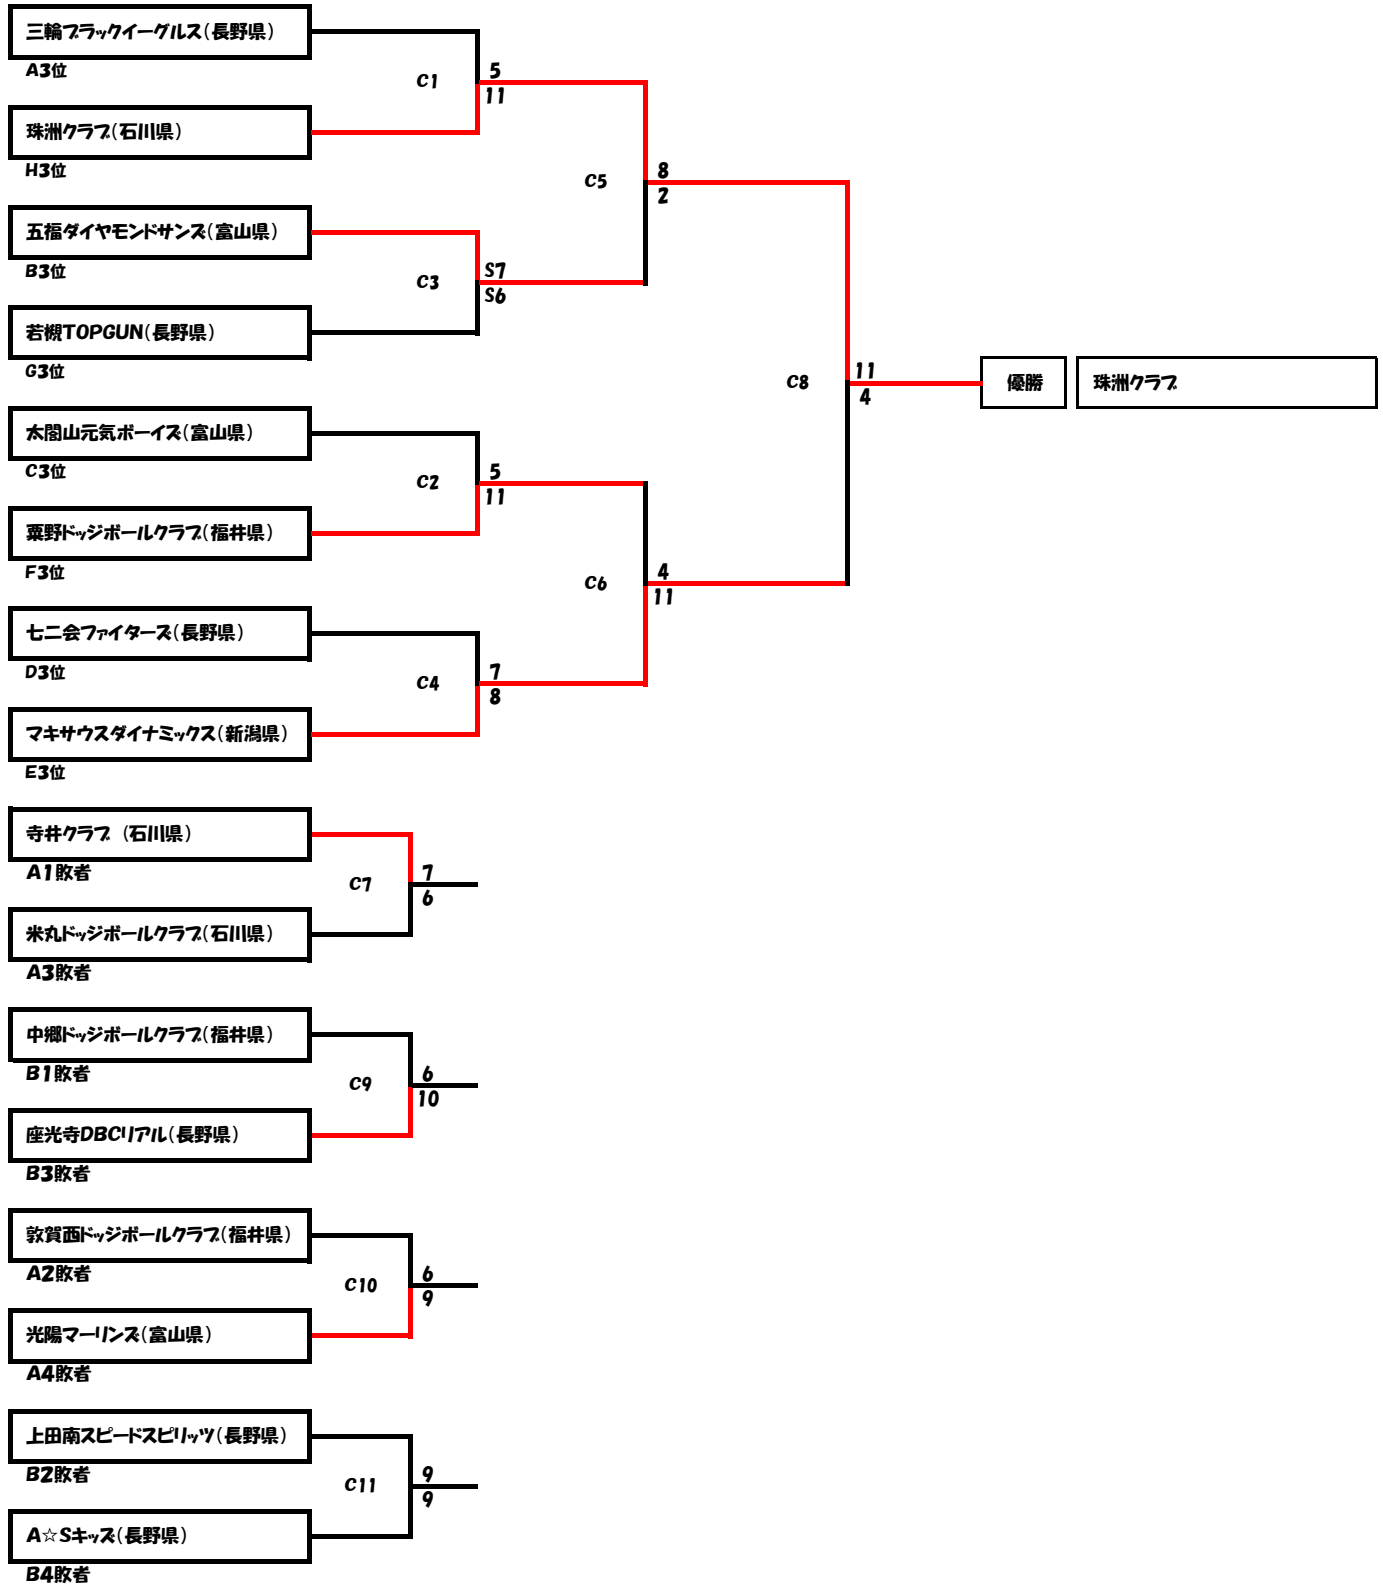 三輪ブラックイーグルス(長野県)
A3位
C1
5
11
珠洲クラブ(石川県)
H3位
C5
8
2
五福ダイヤモンドサンズ(富山県)
B3位
C3
S7
S6
若槻TOPGUN(長野県)
G3位
C8
11
4
優勝
珠洲クラブ
太閤山元気ボーイズ(富山県)
C3位
C2
5
11
粟野ドッジボールクラブ(福井県)
F3位
C6
4
11
七二会ファイターズ(長野県)
D3位
C4
7
8
マキサウスダイナミックス(新潟県)
E3位
寺井クラブ (石川県)
A1敗者
C7
7
6
米丸ドッジボールクラブ(石川県)
A3敗者
中郷ドッジボールクラブ(福井県)
B1敗者
C9
6
10
座光寺DBCリアル(長野県)
B3敗者
敦賀西ドッジボールクラブ(福井県)
A2敗者
C10
6
9
光陽マーリンズ(富山県)
A4敗者
上田南スピードスピリッツ(長野県)
B2敗者
C11
9
9
A☆Sキッズ(長野県)
B4敗者